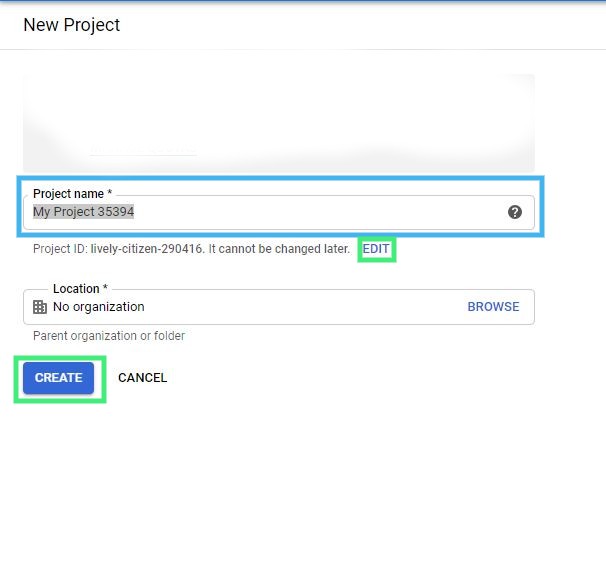 New Project
Project name *
My Project 35394
Project ID: lively-citizen-290416. It cannot be changed later. EDIT
Location *
No organization BROWSE
Parent organization or folder
CREATE CANCEL